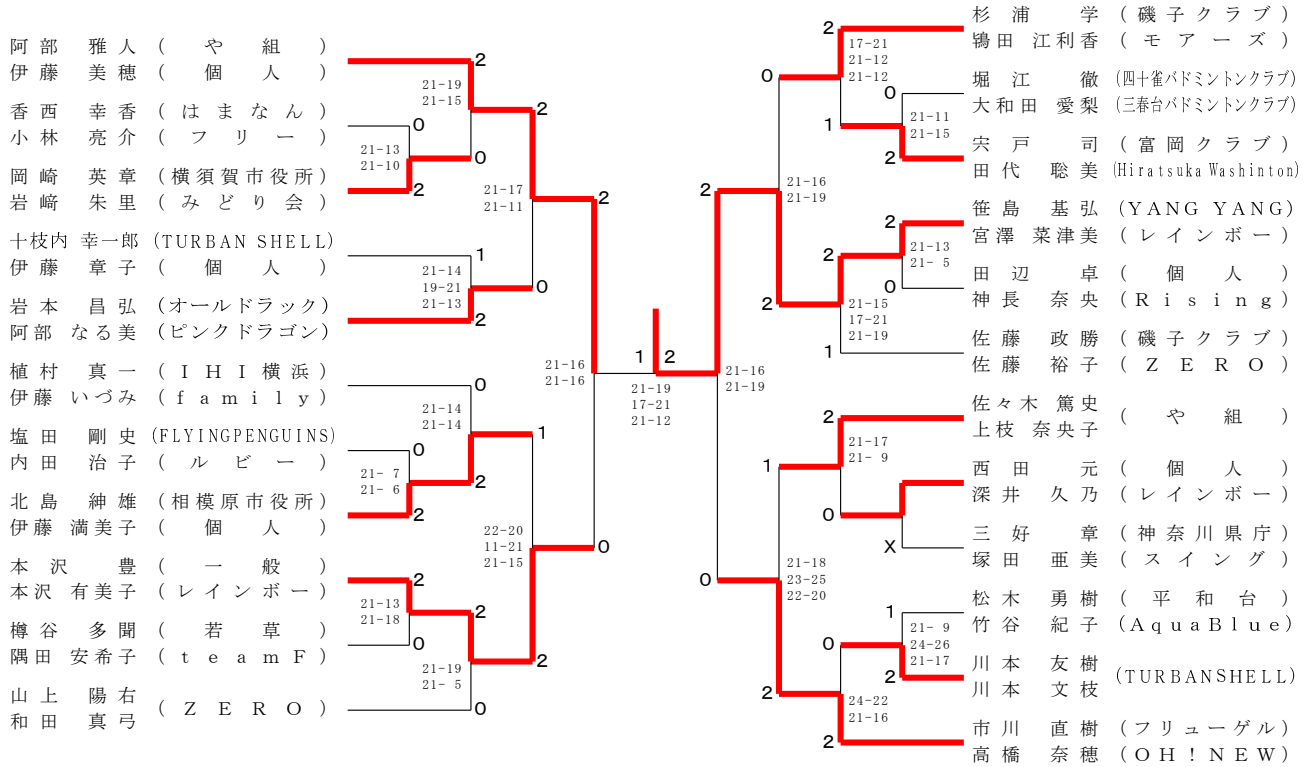 阿部 雅人 ( や 組 )
伊藤 美穂 ( 個 人 )
香西 幸香 ( はまなん )
小林 亮介 ( フリー )
岡崎 英章 (横須賀市役所)
岩﨑 朱里 ( みどり会 )
十枝内 幸一郎 (TURBAN SHELL)
伊藤 章子 ( 個 人 )
岩本 昌弘 (オールドラック)
阿部 なる美 (ピンクドラゴン)
植村 真一 ( IHI横浜 )
伊藤 いづみ ( family )
塩田 剛史 (FLYINGPENGUINS)
内田 治子 ( ルビー )
北島 紳雄 (相模原市役所)
伊藤 満美子 ( 個 人 )
本沢 豊 ( 一 般 )
本沢 有美子 (レインボー)
樽谷 多聞 ( 若 草 )
隅田 安希子 ( teamF )
山上 陽右
和田 真弓
( ZERO )
2
21-19
21-15
0
21-13
21-10
2
0
2
21-17
21-11
1
21-14
19-21
21-13
2
0
2
21-16
21-16
0
21-14
21-14
0
21- 7
21- 6
2
2
1
22-20
11-21
21-15
0
2
21-13
21-18
0
2
21-19
21- 5
0
2
1 2
21-19
17-21
21-12
杉浦 学 (磯子クラブ)
鴇田 江利香 (モアーズ)
堀江 徹 (四十雀バドミントンクラブ)
大和田 愛梨 (三春台バドミントンクラブ)
宍戸 司 (富岡クラブ)
田代 聡美 (Hiratsuka Washinton)
笹島 基弘 (YANG YANG)
宮澤 菜津美 (レインボー)
田辺 卓 ( 個 人 )
神長 奈央 (Rising)
佐藤 政勝 (磯子クラブ)
佐藤 裕子 ( ZERO )
佐々木 篤史
上枝 奈央子
( や 組 )
西田 元 ( 個 人 )
深井 久乃 (レインボー)
三好 章 (神奈川県庁)
塚田 亜美 (スイング)
松木 勇樹 ( 平和台 )
竹谷 紀子 (AquaBlue)
川本 友樹
川本 文枝
(TURBANSHELL)
市川 直樹 (フリューゲル)
高橋 奈穂 (OH!NEW)
2
17-21
21-12
21-12
0
0
21-11
21-15
1
2
2
21-16
21-19
2
21-13
21- 5
2
0
2
21-15
17-21
21-19
1
21-16
21-19
2
21-17
21- 9
1
0
X
21-18
23-25
22-20
0
1
21- 9
24-26
21-17
0
2
2
24-22
21-16
2